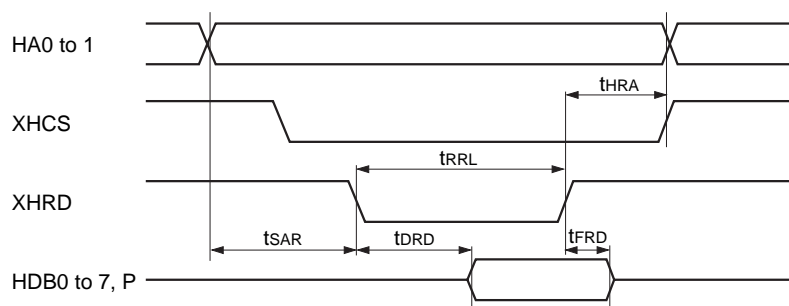 HA0 to 1
tHRA
XHCS
tRRL
XHRD
tSAR
tDRD
tFRD
HDB0 to 7, P